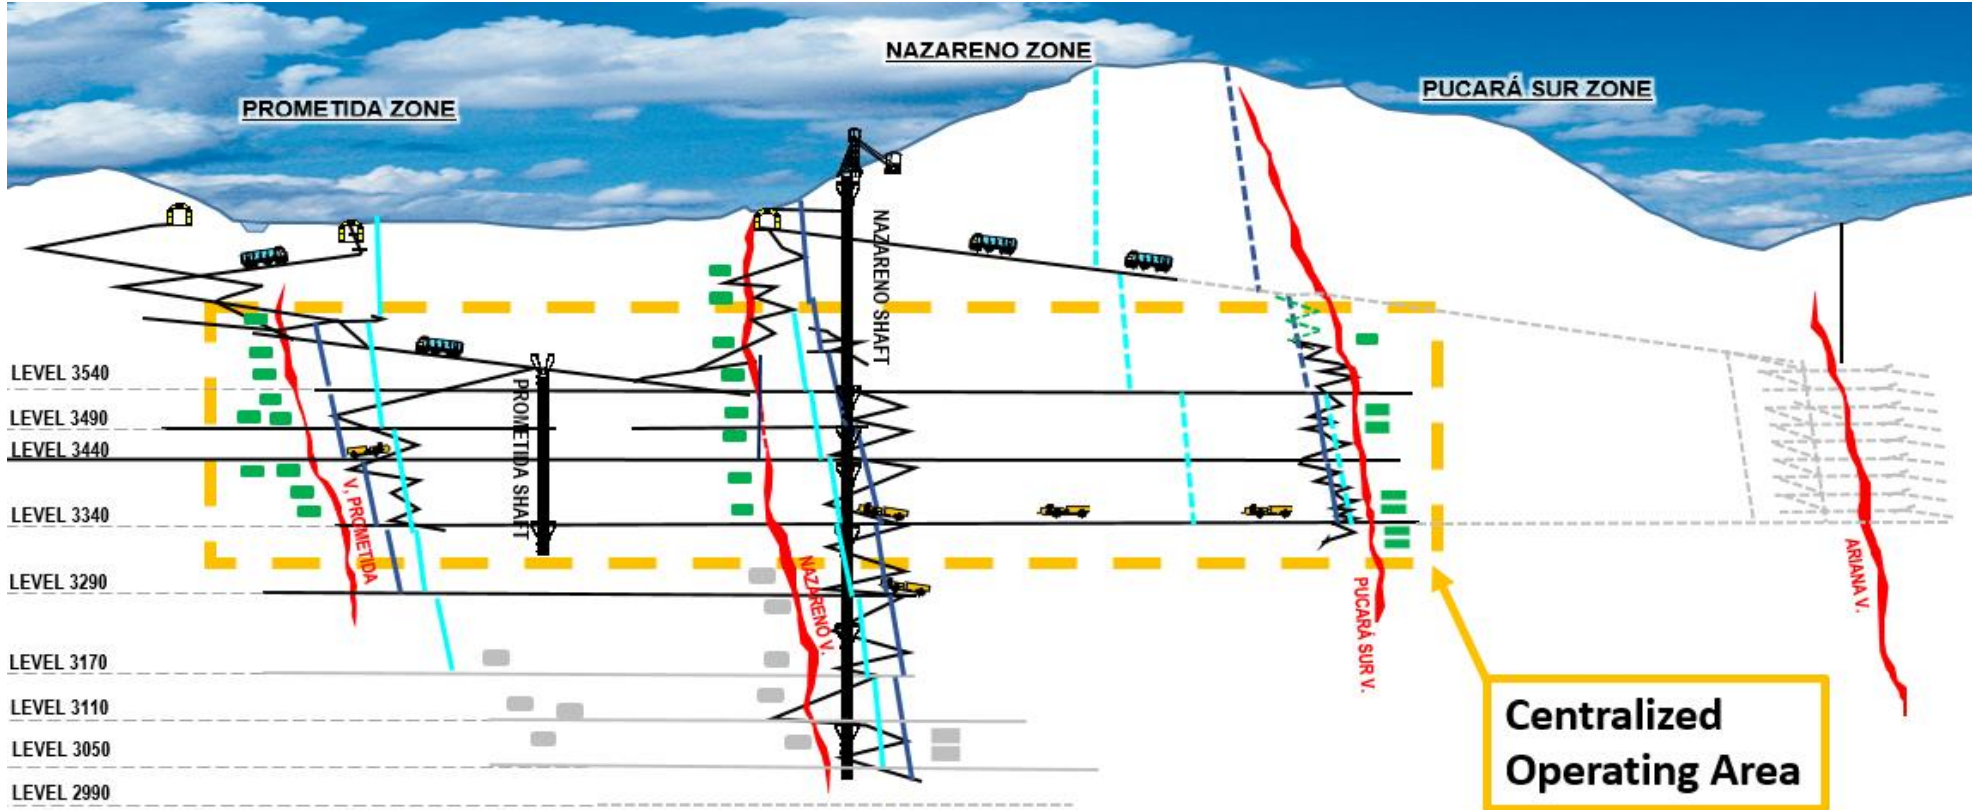 NAZARENO ZONE
PUCARÁ SUR ZONE
PROMETIDA ZONE
NAZARENO SHAFT
LEVEL 3540
PROMETIDA SHAFT
LEVEL 3490
LEVEL 3440
V, PROMETIDA
LEVEL 3340
NAZARENO V.
ARIANA V.
LEVEL 3290
PUCARÁ SUR V.
LEVEL 3170
LEVEL 3110
LEVEL 3050
LEVEL 2990
Centralized
Operating Area